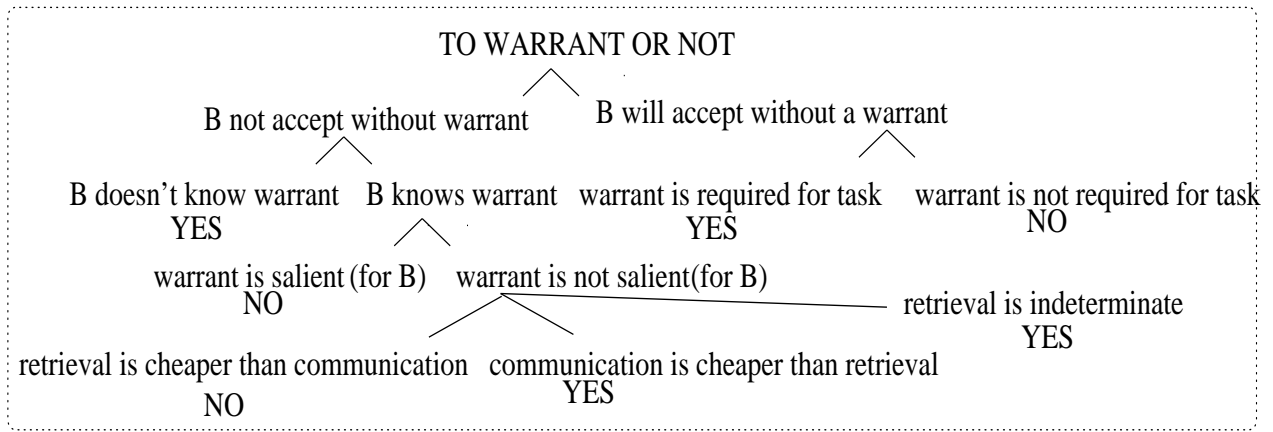 TO WARRANT OR NOT
B not accept without warrant
B will accept without a warrant
B doesn't know warrant
YES
B knows warrant
warrant is required for task
YES
warrant is not required for task
NO
warrant is salient (for B)
NO
warrant is not salient(for B)
retrieval is indeterminate
YES
retrieval is cheaper than communication
NO
communication is cheaper than retrieval
YES